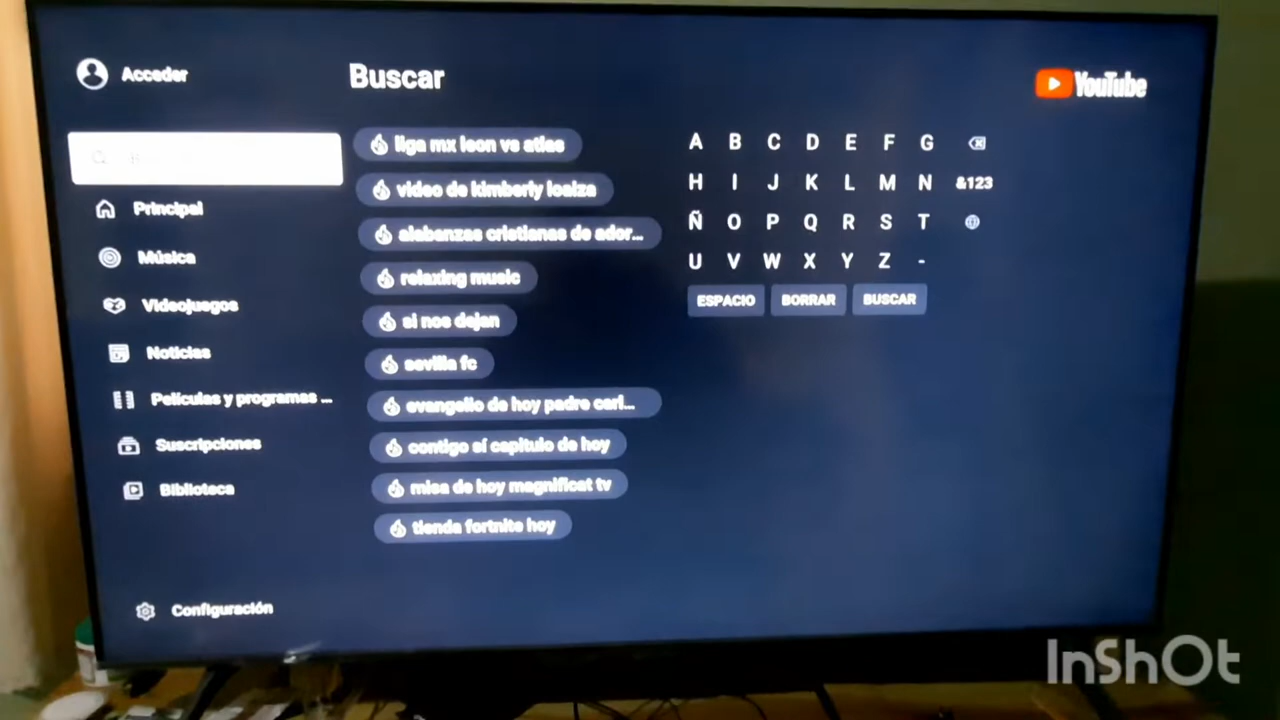 Acceder
Buscar
YouTube
Principal
Música
Videojuegos
Noticias
Películas y programas ...
Suscripciones
Biblioteca
Configuración
liga mx leon vs atlas
video de kimberly loaiza
alabanzas cristianas de ador...
relaxing music
si nos dejan
sevilla fc
evangelio de hoy padre carl...
contigo sí capitulo de hoy
misa de hoy magnificat tv
tienda fortnite hoy
A B C D E F G
H I J K L M N &123
Ñ O P Q R S T
U V W X Y Z -
ESPACIO BORRAR BUSCAR
InShOt